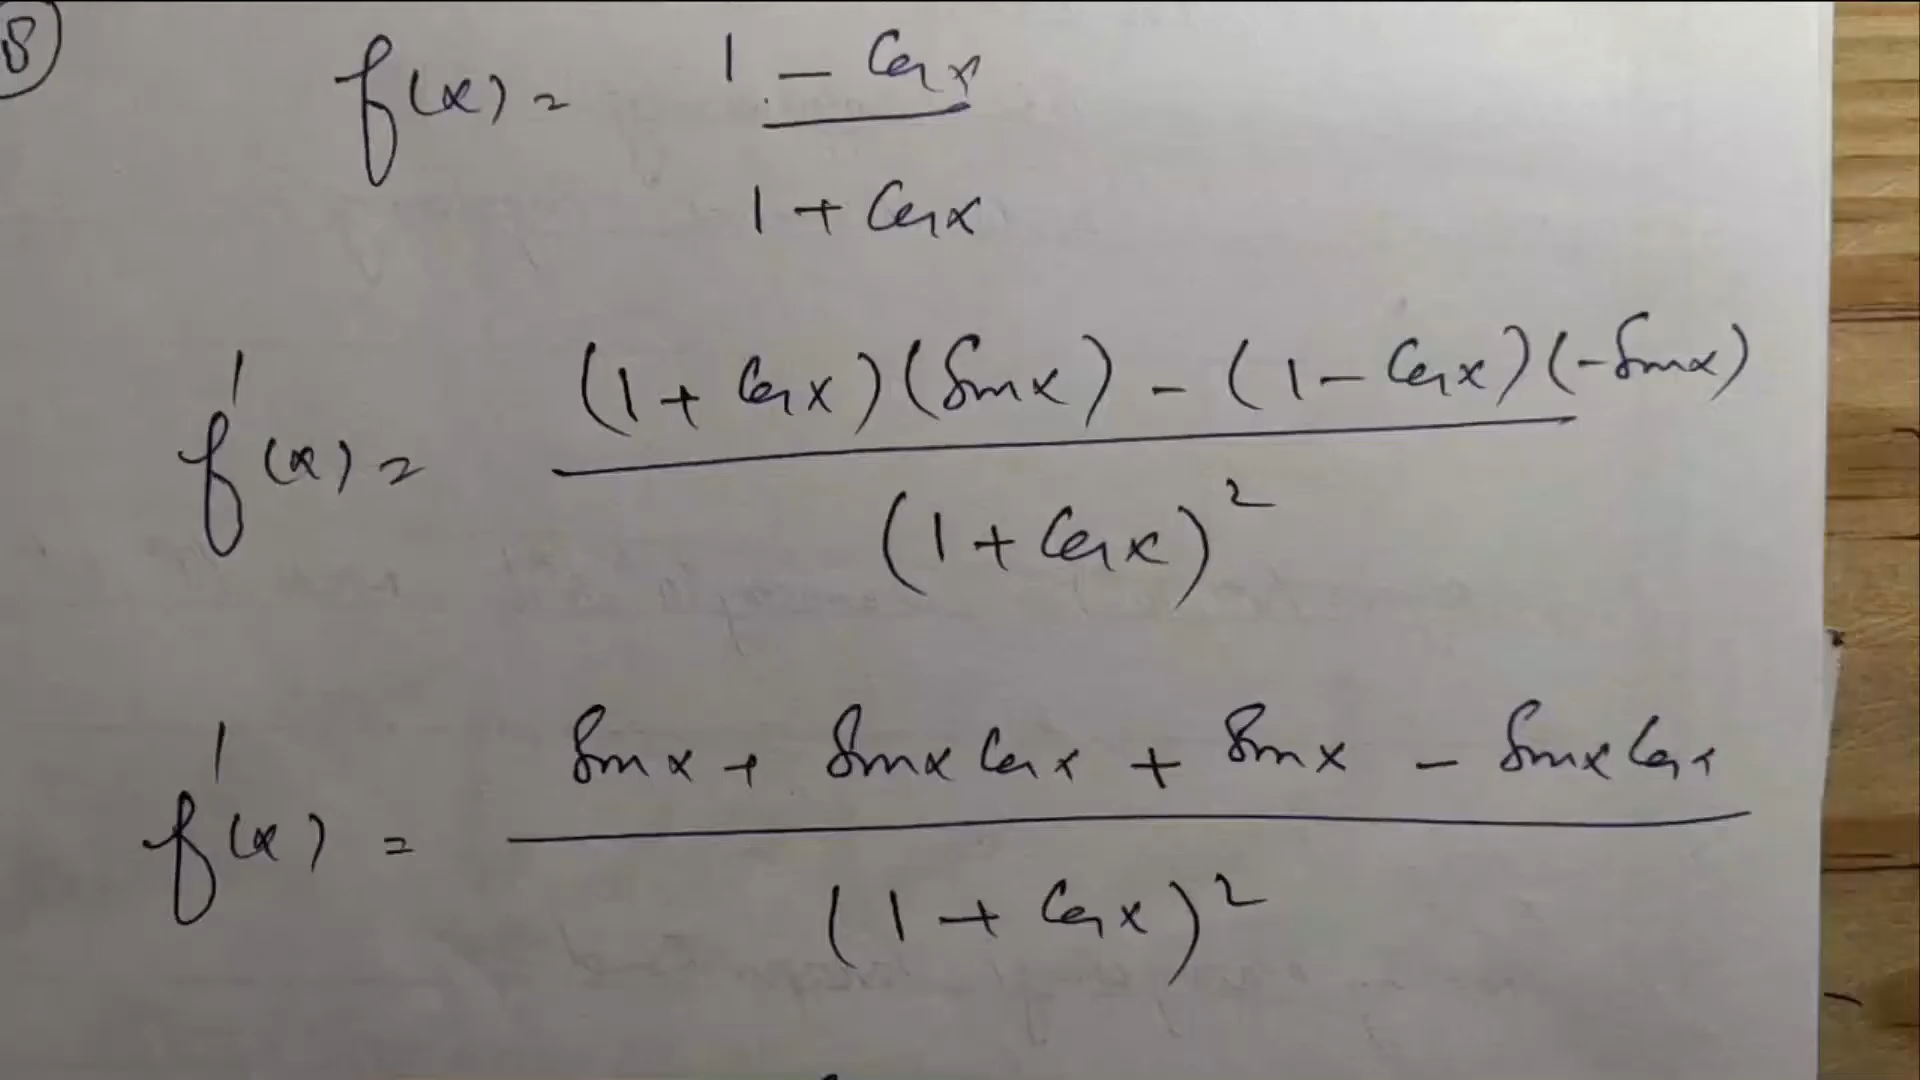 8
f(x) = (1 - Cos x) / (1 + Cos x)
f'(x) = ((1 + Cos x)(Sin x) - (1 - Cos x)(-Sin x)) / (1 + Cos x)²
f'(x) = (Sin x + Sin x Cos x + Sin x - Sin x Cos x) / (1 + Cos x)²